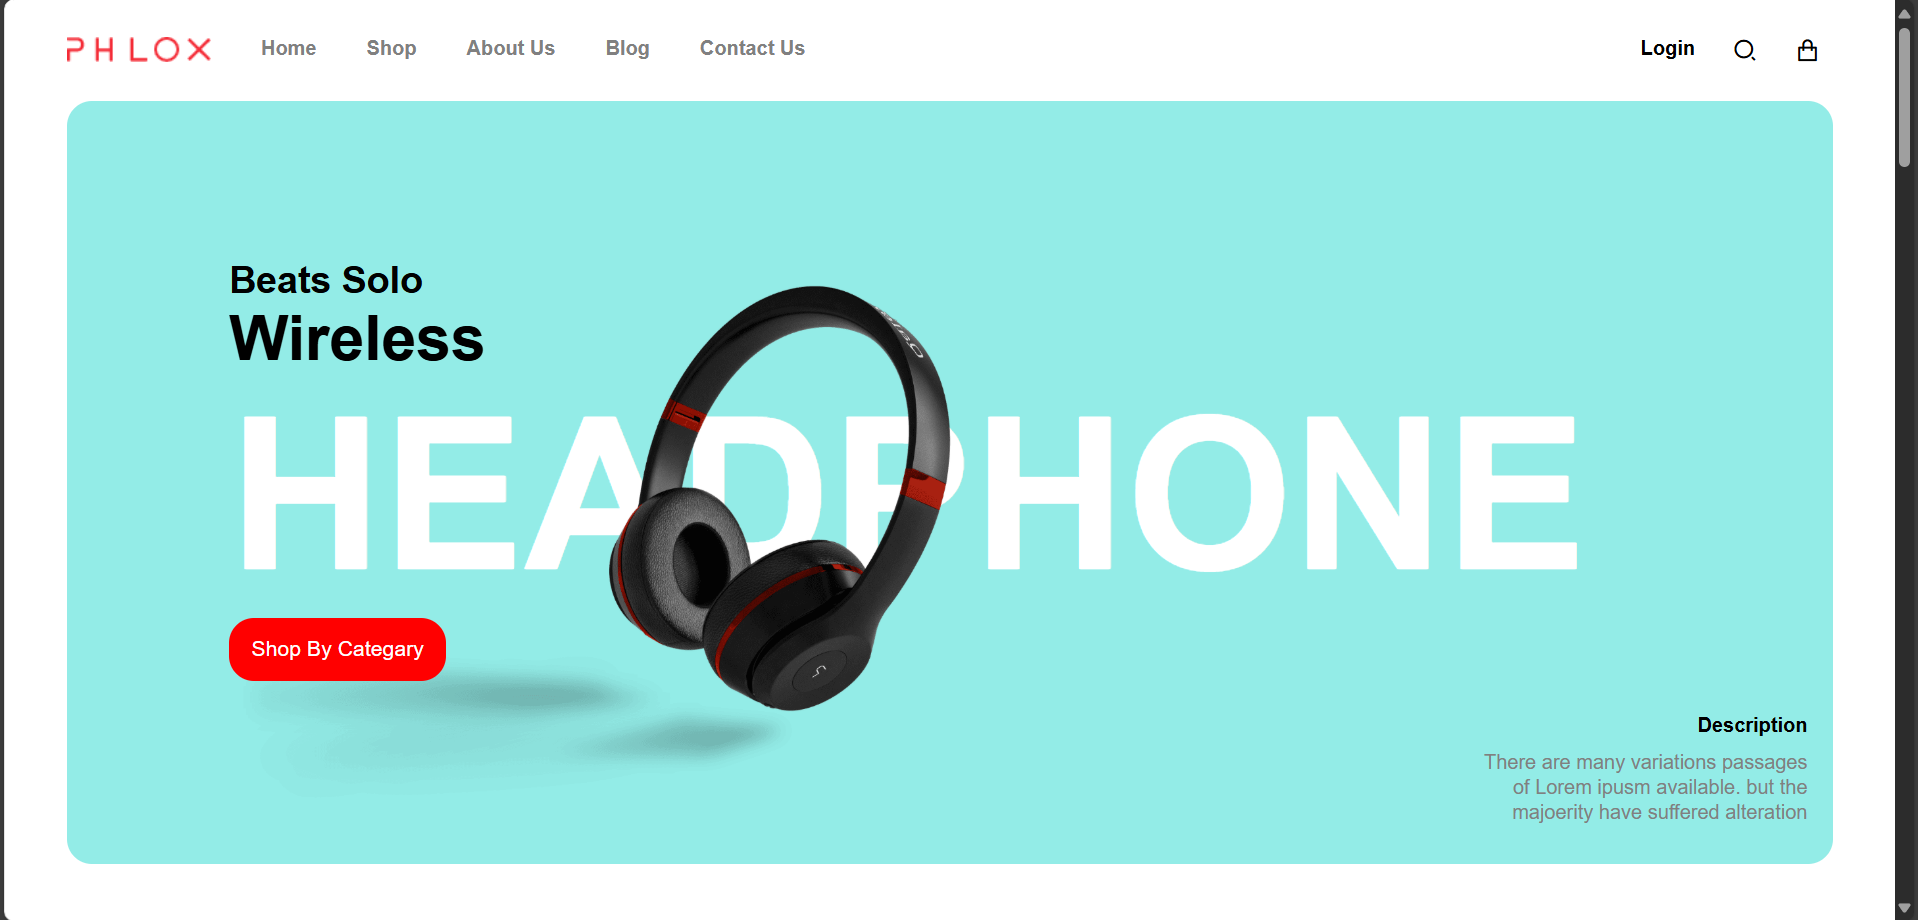 PHLOX Home Shop About Us Blog Contact Us Login
Beats Solo
Wireless
HEADPHONE
Shop By Categary
Description
There are many variations passages
of Lorem ipusm available. but the
majoerity have suffered alteration